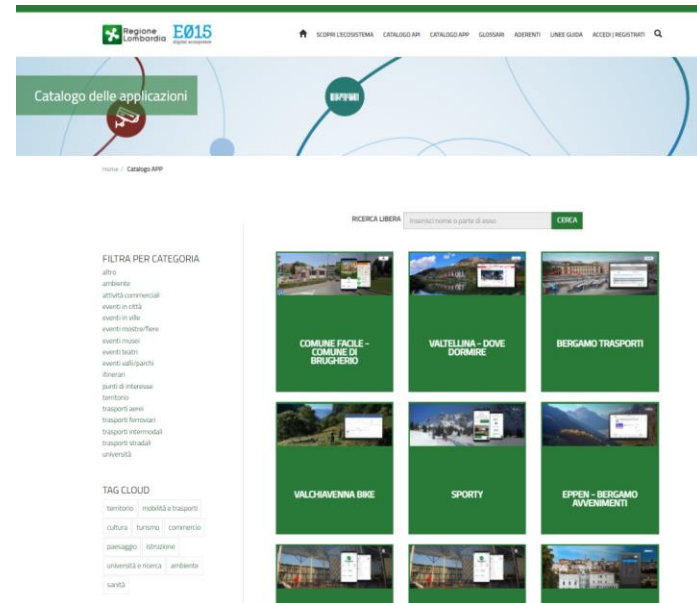 Regione
Lombardia
E015
digital ecosystem
SCOPRI L'ECOSISTEMA
CATALOGO API
CATALOGO APP
GLOSSARI
ADERENTI
LINEE GUIDA
ACCEDI | REGISTRATI
Catalogo delle applicazioni
Home / Catalogo APP
RICERCA LIBERA
Inserisci nome o parte di esso
CERCA
FILTRA PER CATEGORIA
altro
ambiente
attività commerciali
eventi in città
eventi in ville
eventi mostre/fiere
eventi musei
eventi teatri
eventi valli/parchi
itinerari
punti di interesse
territorio
trasporti aerei
trasporti ferroviari
trasporti intermodali
trasporti stradali
università
TAG CLOUD
territorio
mobilità e trasporti
cultura
turismo
commercio
paesaggio
istruzione
università e ricerca
ambiente
sanità
COMUNE FACILE -
COMUNE DI
BRUGHERIO
VALTELLINA - DOVE
DORMIRE
BERGAMO TRASPORTI
VALCHIAVENNA BIKE
SPORTY
EPPEN - BERGAMO
AVVENIMENTI